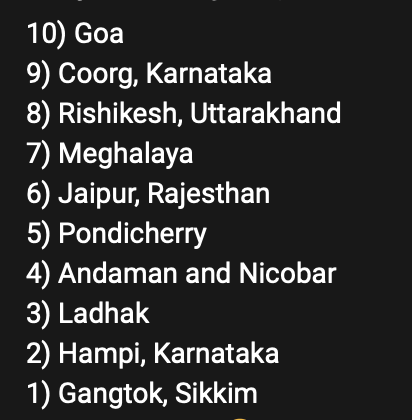 10) Goa
9) Coorg, Karnataka
8) Rishikesh, Uttarakhand
7) Meghalaya
6) Jaipur, Rajesthan
5) Pondicherry
4) Andaman and Nicobar
3) Ladhak
2) Hampi, Karnataka
1) Gangtok, Sikkim